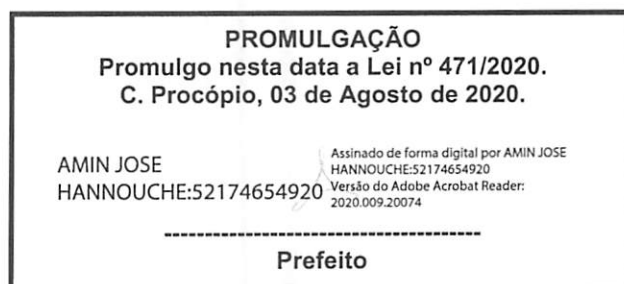 PROMULGAÇÃO
Promulgo nesta data a Lei nº 471/2020.
C. Procópio, 03 de Agosto de 2020.
AMIN JOSE
HANNOUCHE:52174654920
Assinado de forma digital por AMIN JOSE
HANNOUCHE:52174654920
Versão do Adobe Acrobat Reader:
2020.009.20074
---------------------------------------
Prefeito